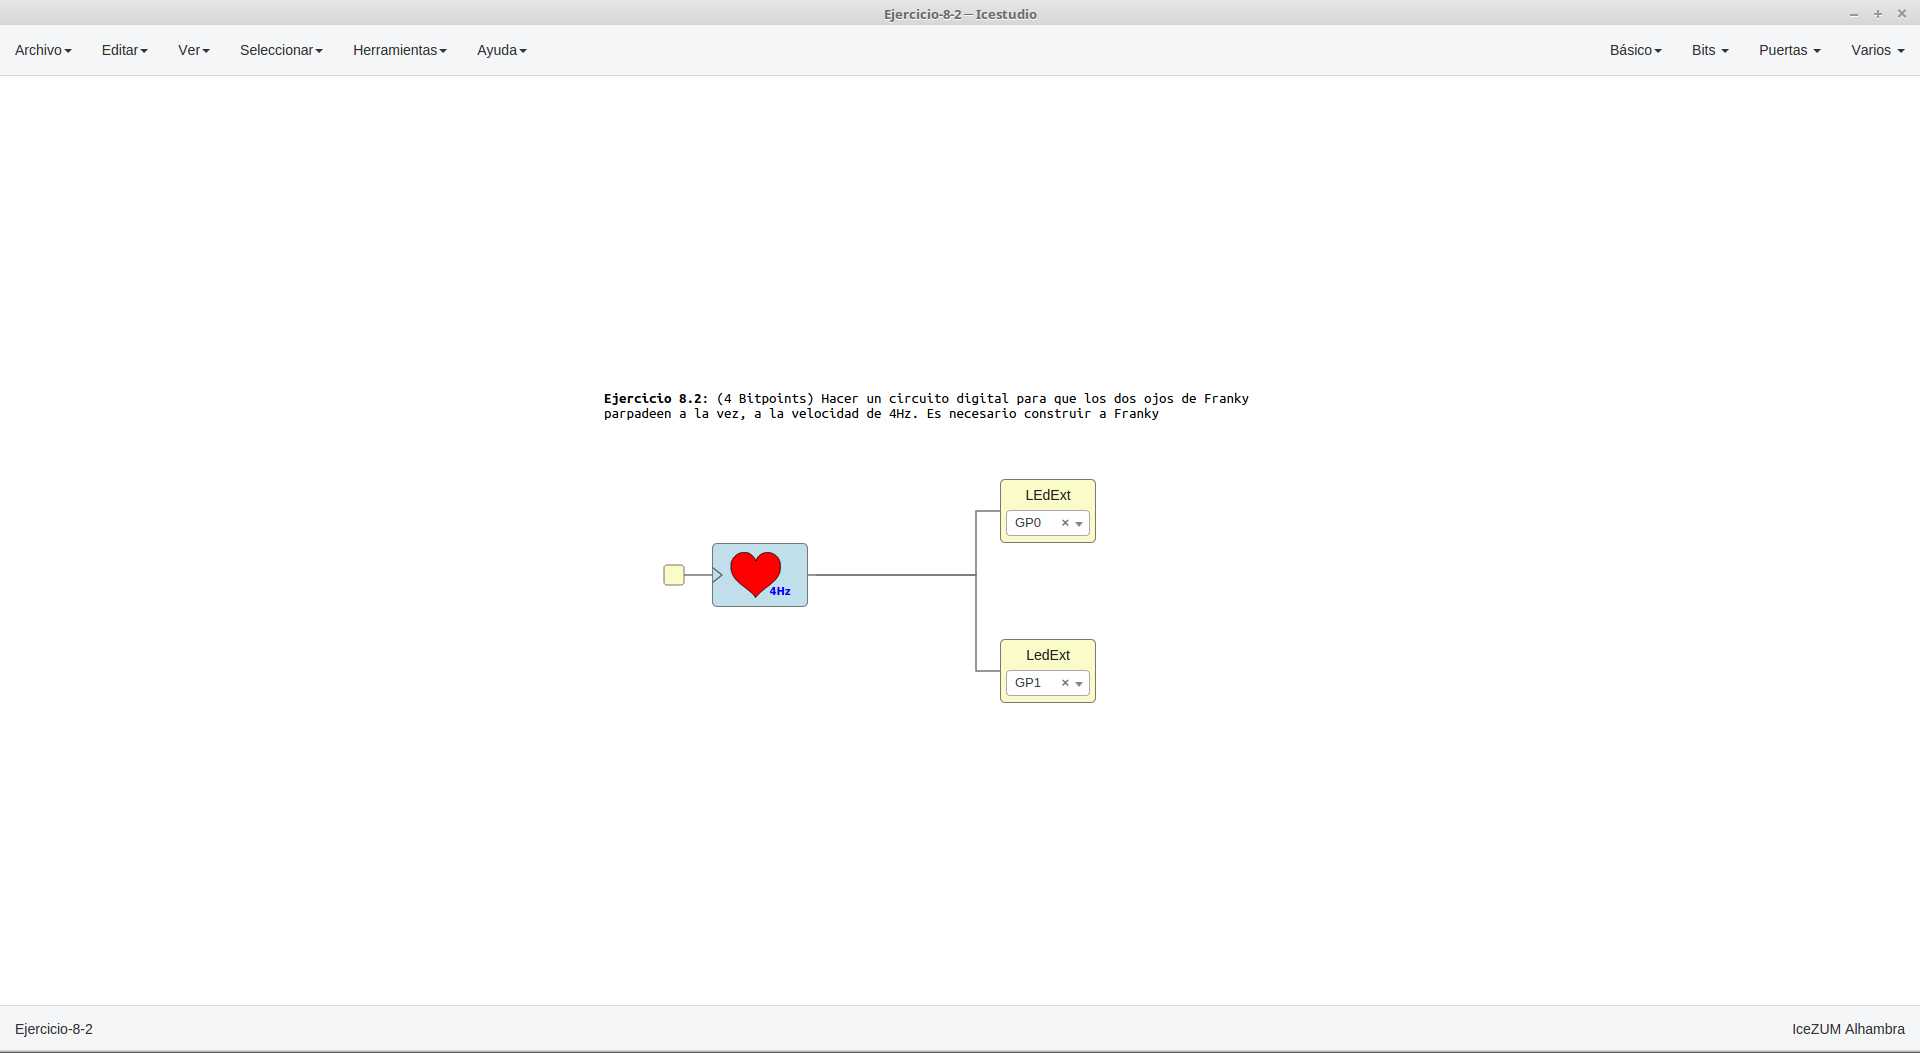 Ejercicio-8-2 — Icestudio
Archivo Editar Ver Seleccionar Herramientas Ayuda Básico Bits Puertas Varios
Ejercicio 8.2: (4 Bitpoints) Hacer un circuito digital para que los dos ojos de Franky
parpadeen a la vez, a la velocidad de 4Hz. Es necesario construir a Franky
LEdExt
GP0
4Hz
LedExt
GP1
Ejercicio-8-2 IceZUM Alhambra